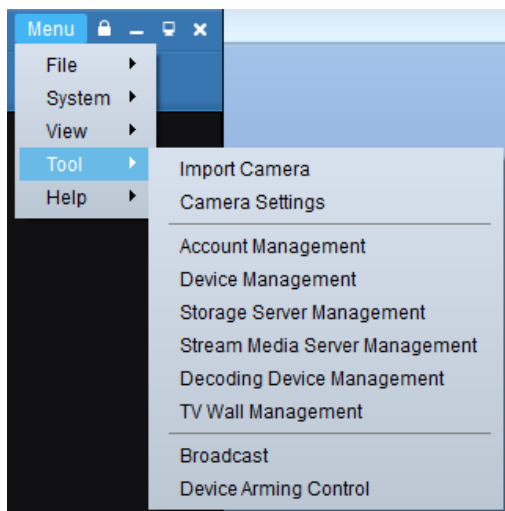 Menu
File
System
View
Tool
Help
Import Camera
Camera Settings
Account Management
Device Management
Storage Server Management
Stream Media Server Management
Decoding Device Management
TV Wall Management
Broadcast
Device Arming Control